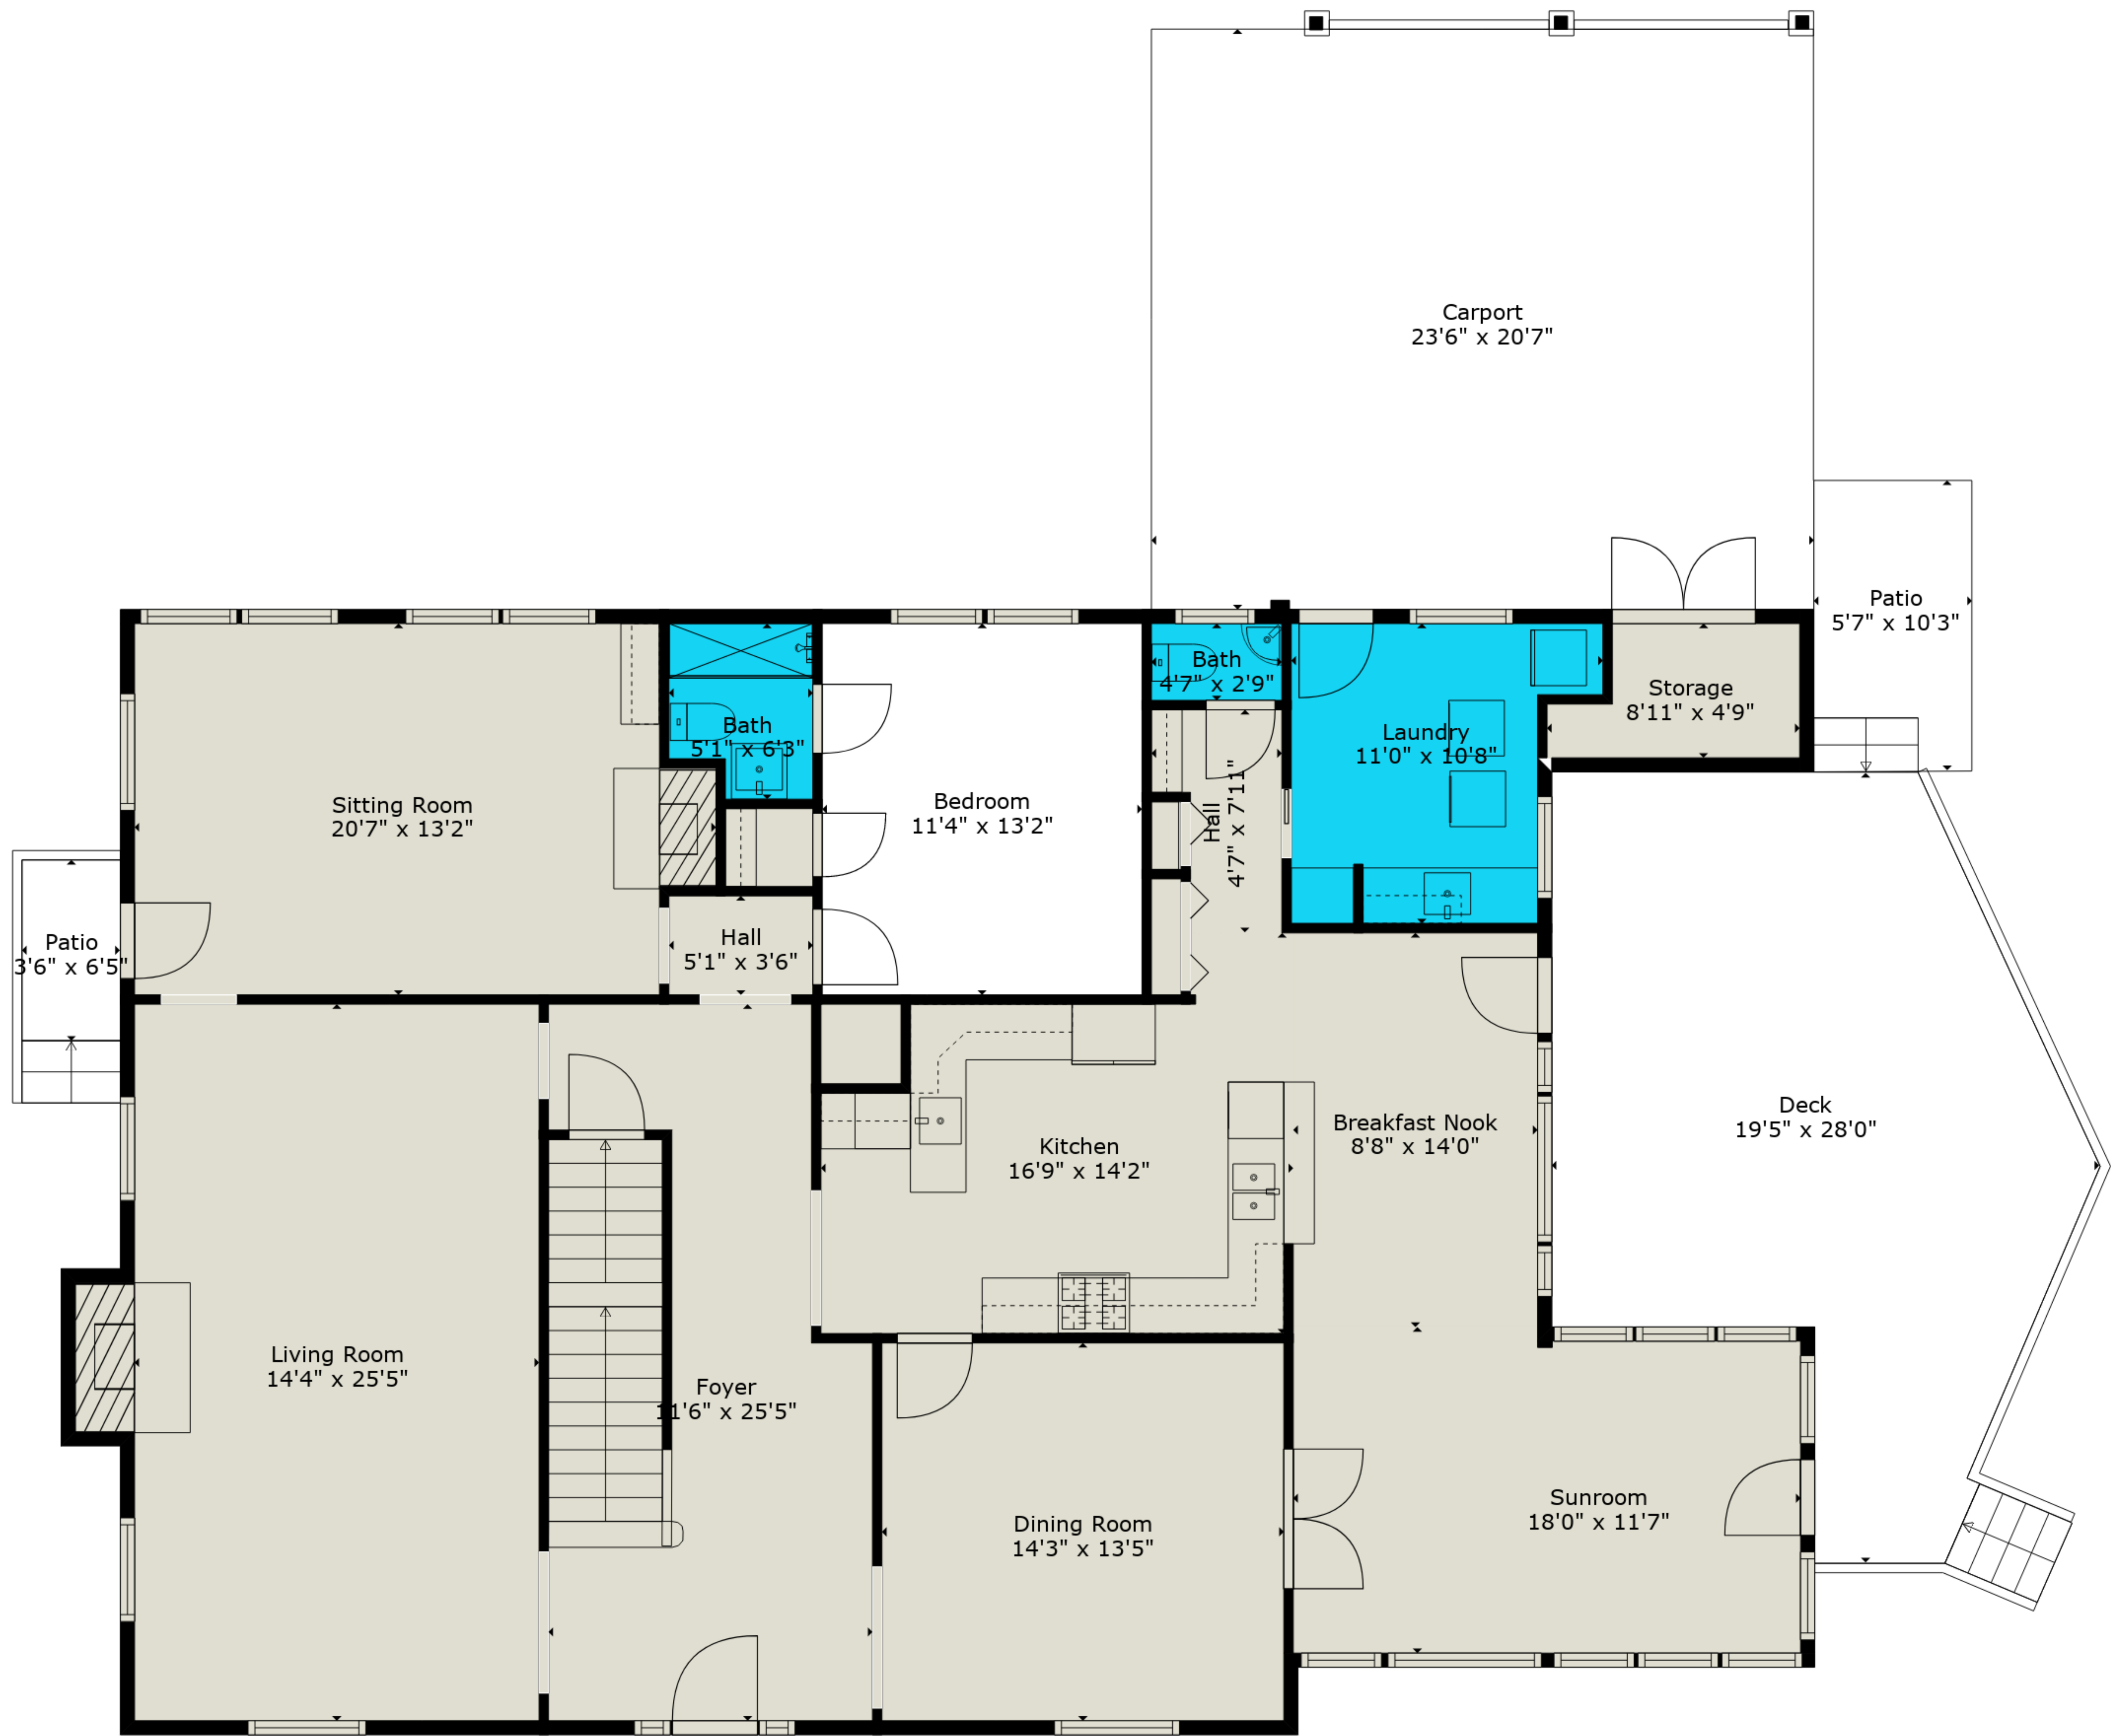 Carport
23'6" x 20'7"
Patio
5'7" x 10'3"
Bath
4'7" x 2'9"
Storage
8'11" x 4'9"
Bath
5'1" x 6'3"
Laundry
11'0" x 10'8"
Sitting Room
20'7" x 13'2"
Bedroom
11'4" x 13'2"
Hall
4'7" x 7'11"
Patio
3'6" x 6'5"
Hall
5'1" x 3'6"
Kitchen
16'9" x 14'2"
Breakfast Nook
8'8" x 14'0"
Deck
19'5" x 28'0"
Living Room
14'4" x 25'5"
Foyer
11'6" x 25'5"
Dining Room
14'3" x 13'5"
Sunroom
18'0" x 11'7"